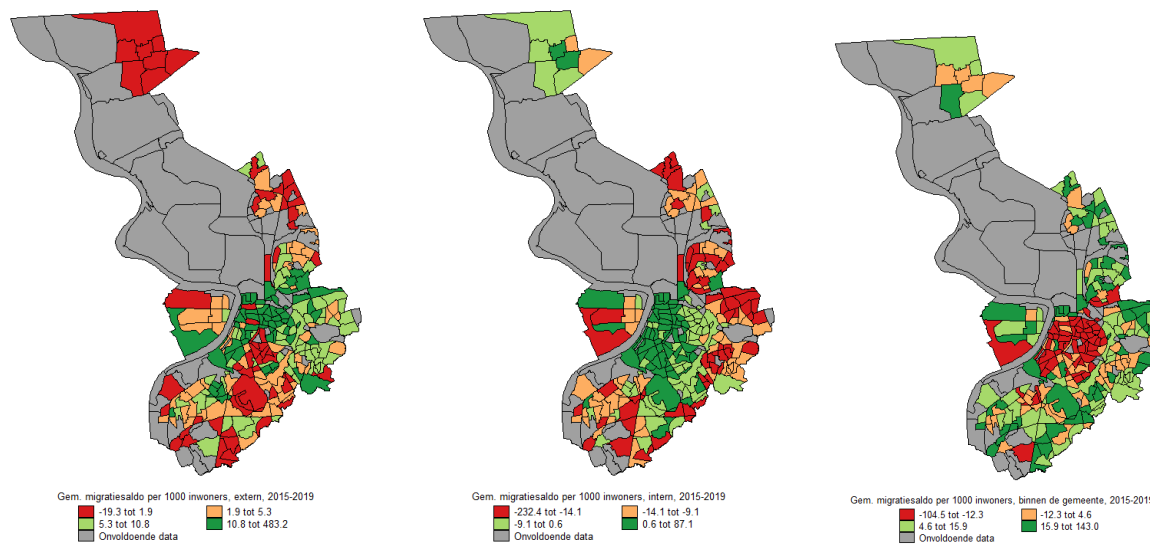 Gem. migratiesaldo per 1000 inwoners, extern, 2015-2019
-19.3 tot 1.9
1.9 tot 5.3
5.3 tot 10.8
10.8 tot 483.2
Onvoldoende data
Gem. migratiesaldo per 1000 inwoners, intern, 2015-2019
-232.4 tot -14.1
-14.1 tot -9.1
-9.1 tot 0.6
0.6 tot 87.1
Onvoldoende data
Gem. migratiesaldo per 1000 inwoners, binnen de gemeente, 2015-2019
-104.5 tot -12.3
-12.3 tot 4.6
4.6 tot 15.9
15.9 tot 143.0
Onvoldoende data